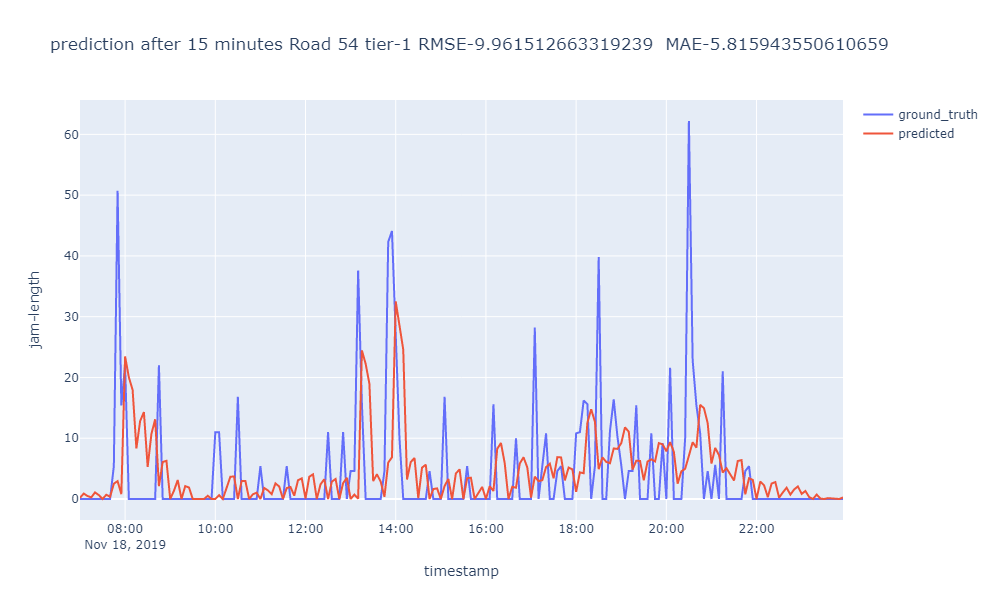 prediction after 15 minutes Road 54 tier-1 RMSE-9.961512663319239  MAE-5.815943550610659
ground_truth
predicted
60
50
40
30
20
10
0
jam-length
08:00 10:00 12:00 14:00 16:00 18:00 20:00 22:00
Nov 18, 2019
timestamp